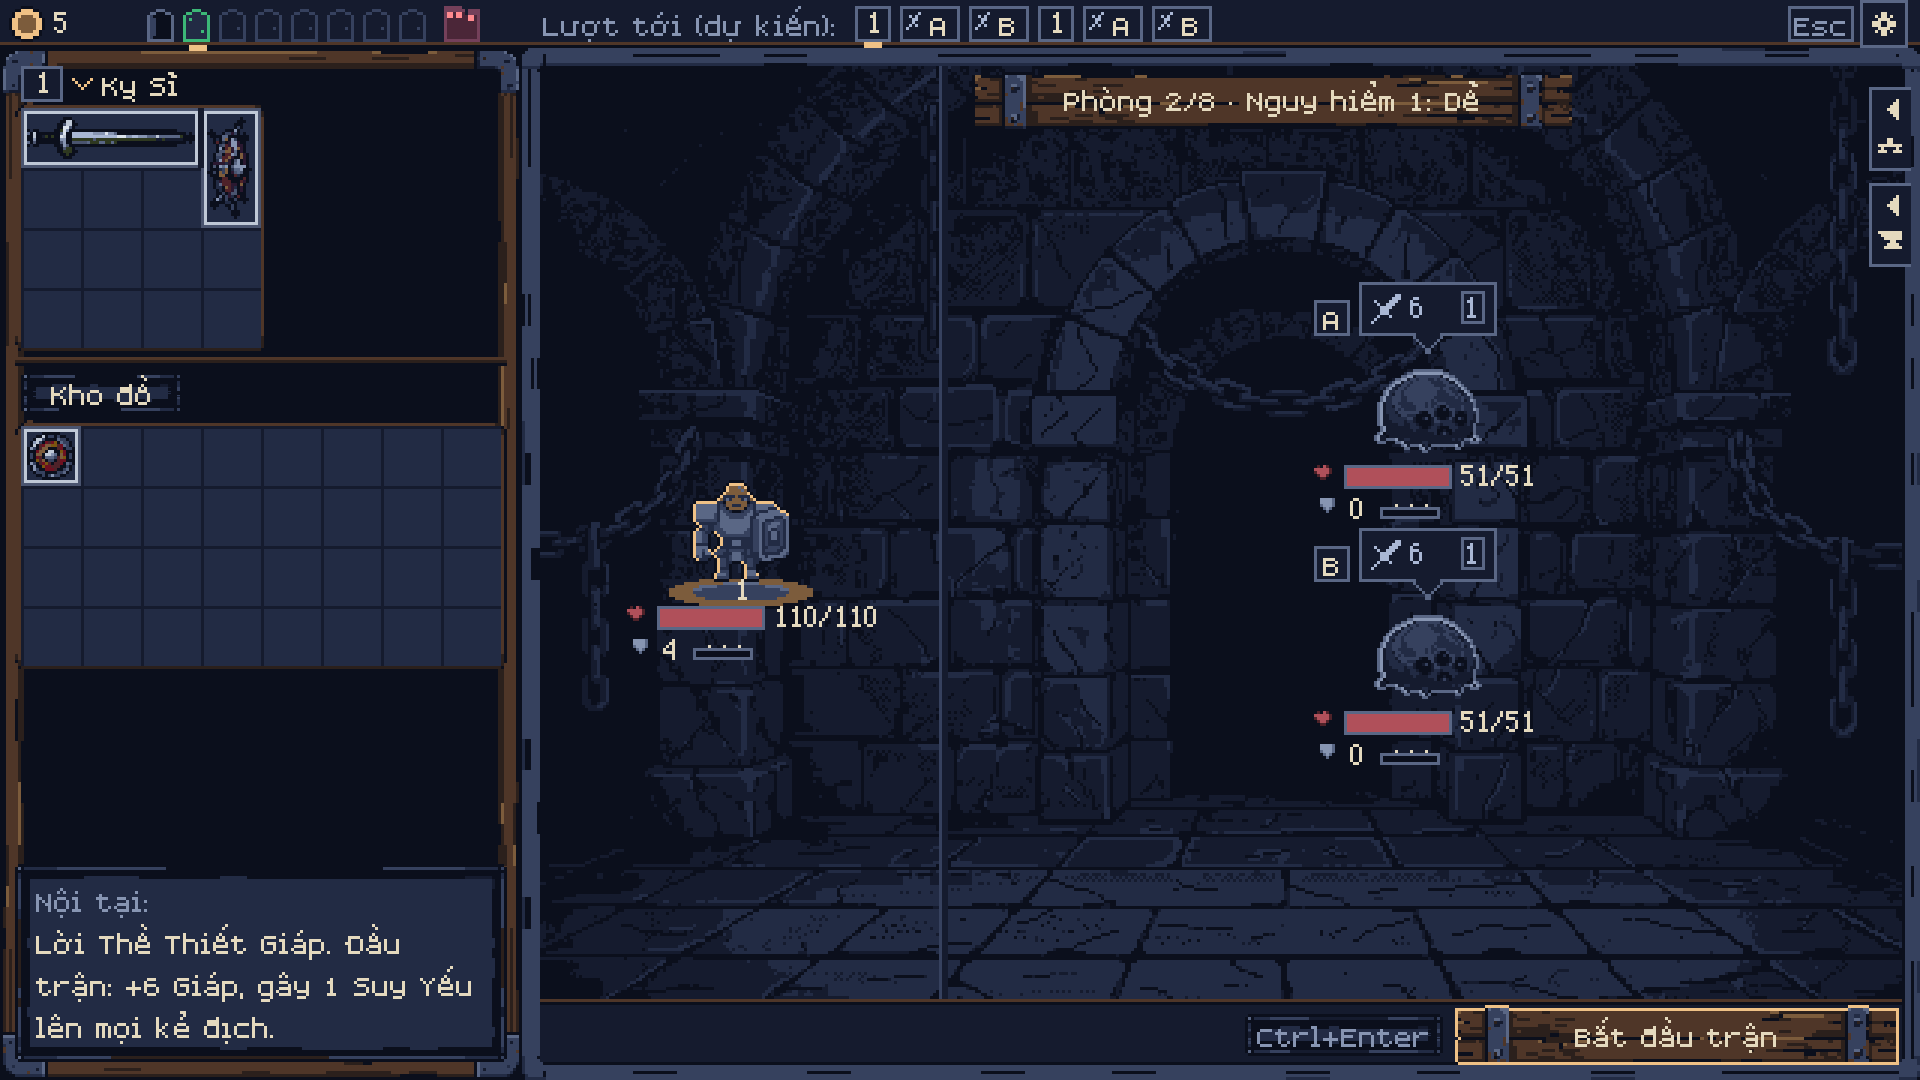 5
Lượt tới (dự kiến): 1 A B 1 A B
Esc
1 Kỵ Sĩ
Phòng 2/8 · Nguy hiểm 1: Dễ
A 6 1
Kho đồ
51/51
0
B 6 1
1
110/110
4
51/51
0
Nội tại:
Lời Thề Thiết Giáp. Đầu
trận: +6 Giáp, gây 1 Suy Yếu
lên mọi kẻ địch.
Ctrl+Enter
Bắt đầu trận